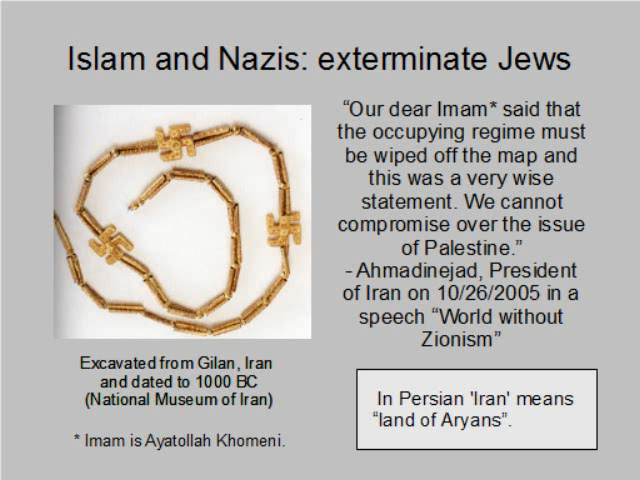 Islam and Nazis: exterminate Jews
“Our dear Imam* said that
the occupying regime must
be wiped off the map and
this was a very wise
statement. We cannot
compromise over the issue
of Palestine.”
- Ahmadinejad, President
of Iran on 10/26/2005 in a
speech “World without
Zionism”
Excavated from Gilan, Iran
and dated to 1000 BC
(National Museum of Iran)
* Imam is Ayatollah Khomeni.
In Persian 'Iran' means
“land of Aryans”.